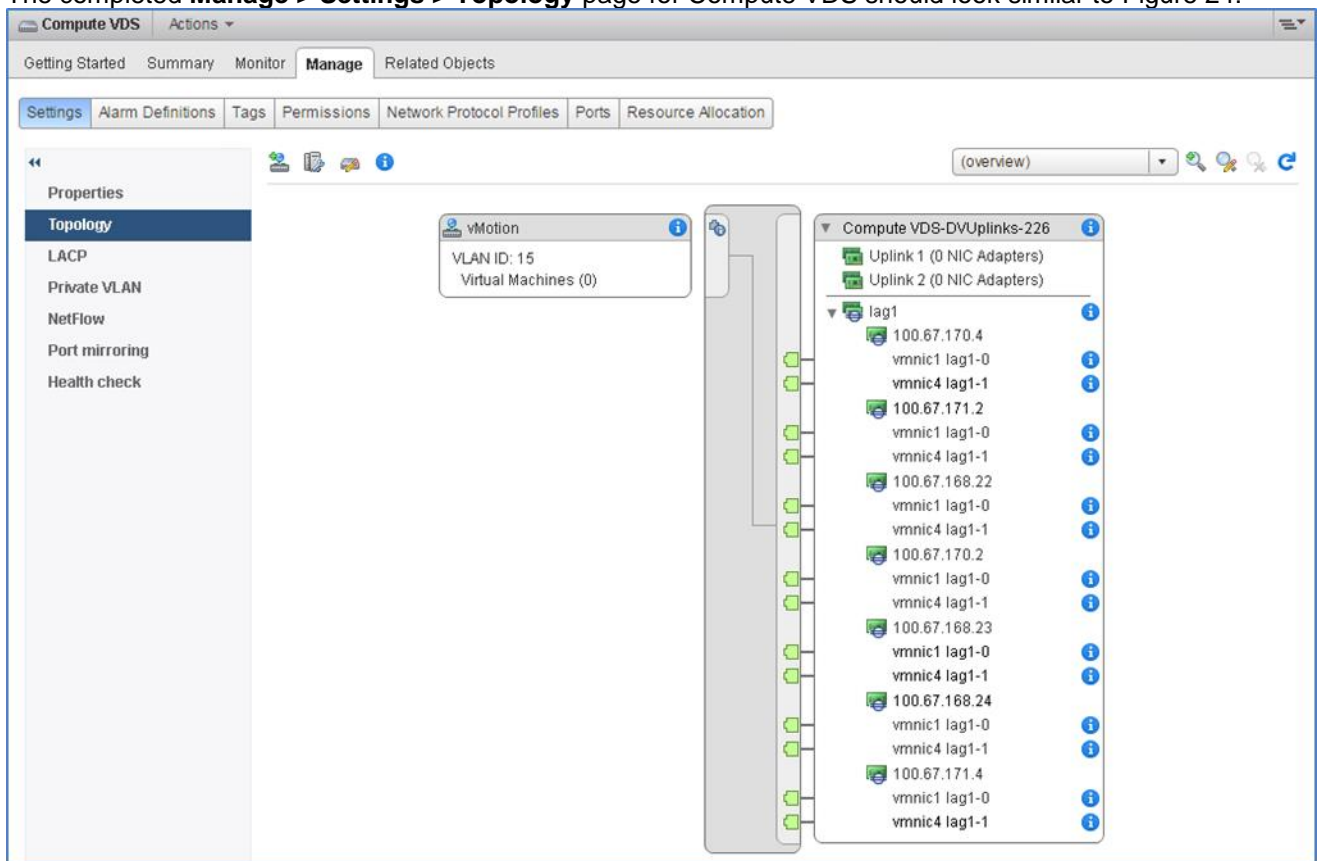 The completed Manage > Settings > Topology page for Compute VDS should look similar to Figure 24.
Compute VDS Actions
Getting Started Summary Monitor Manage Related Objects
Settings Alarm Definitions Tags Permissions Network Protocol Profiles Ports Resource Allocation
(overview)
Properties
Topology
LACP
Private VLAN
NetFlow
Port mirroring
Health check
vMotion
VLAN ID: 15
Virtual Machines (0)
Compute VDS-DVUplinks-226
Uplink 1 (0 NIC Adapters)
Uplink 2 (0 NIC Adapters)
lag1
100.67.170.4
vmnic1 lag1-0
vmnic4 lag1-1
100.67.171.2
vmnic1 lag1-0
vmnic4 lag1-1
100.67.168.22
vmnic1 lag1-0
vmnic4 lag1-1
100.67.170.2
vmnic1 lag1-0
vmnic4 lag1-1
100.67.168.23
vmnic1 lag1-0
vmnic4 lag1-1
100.67.168.24
vmnic1 lag1-0
vmnic4 lag1-1
100.67.171.4
vmnic1 lag1-0
vmnic4 lag1-1